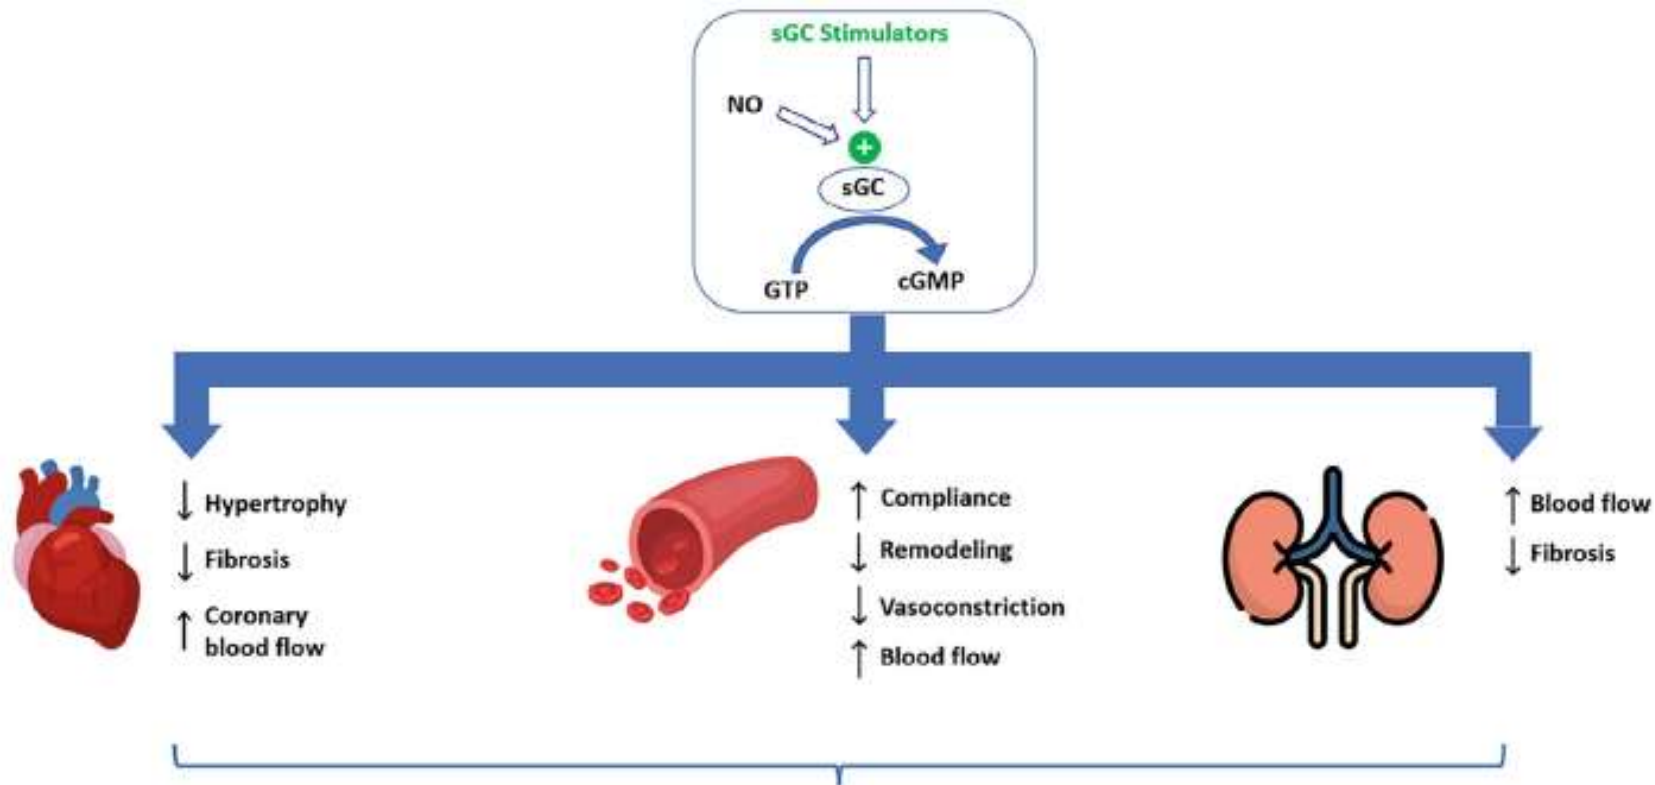 sGC Stimulators
NO
+
sGC
GTP
cGMP
↓ Hypertrophy
↓ Fibrosis
↑ Coronary
blood flow
↑ Compliance
↓ Remodeling
↓ Vasoconstriction
↑ Blood flow
↑ Blood flow
↓ Fibrosis